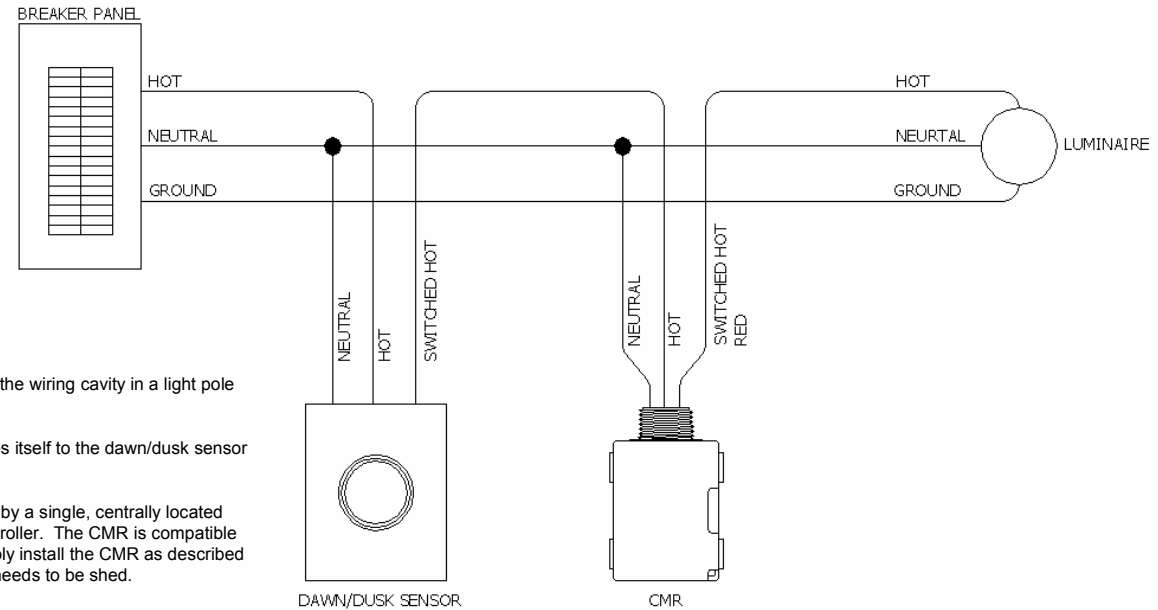 BREAKER PANEL
HOT
HOT
NEUTRAL
NEURTAL
LUMINAIRE
GROUND
GROUND
NEUTRAL
HOT
SWITCHED HOT
NEUTRAL
HOT
SWITCHED HOT
RED
the wiring cavity in a light pole
s itself to the dawn/dusk sensor
by a single, centrally located
roller. The CMR is compatible
ply install the CMR as described
needs to be shed.
DAWN/DUSK SENSOR
CMR